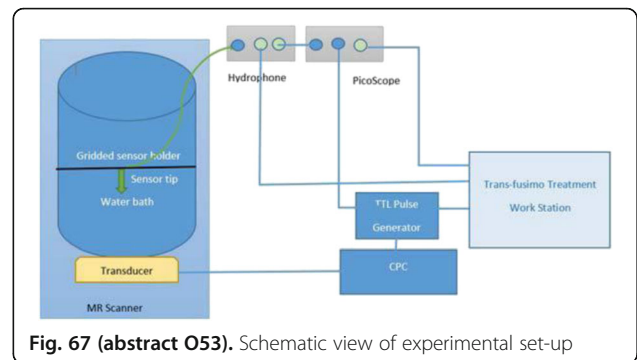 Hydrophone
PicoScope
Gridded sensor holder
Sensor tip
Water bath
Trans-fusimo Treatment
Work Station
TTL Pulse
Generator
CPC
Transducer
MR Scanner
Fig. 67 (abstract O53). Schematic view of experimental set-up